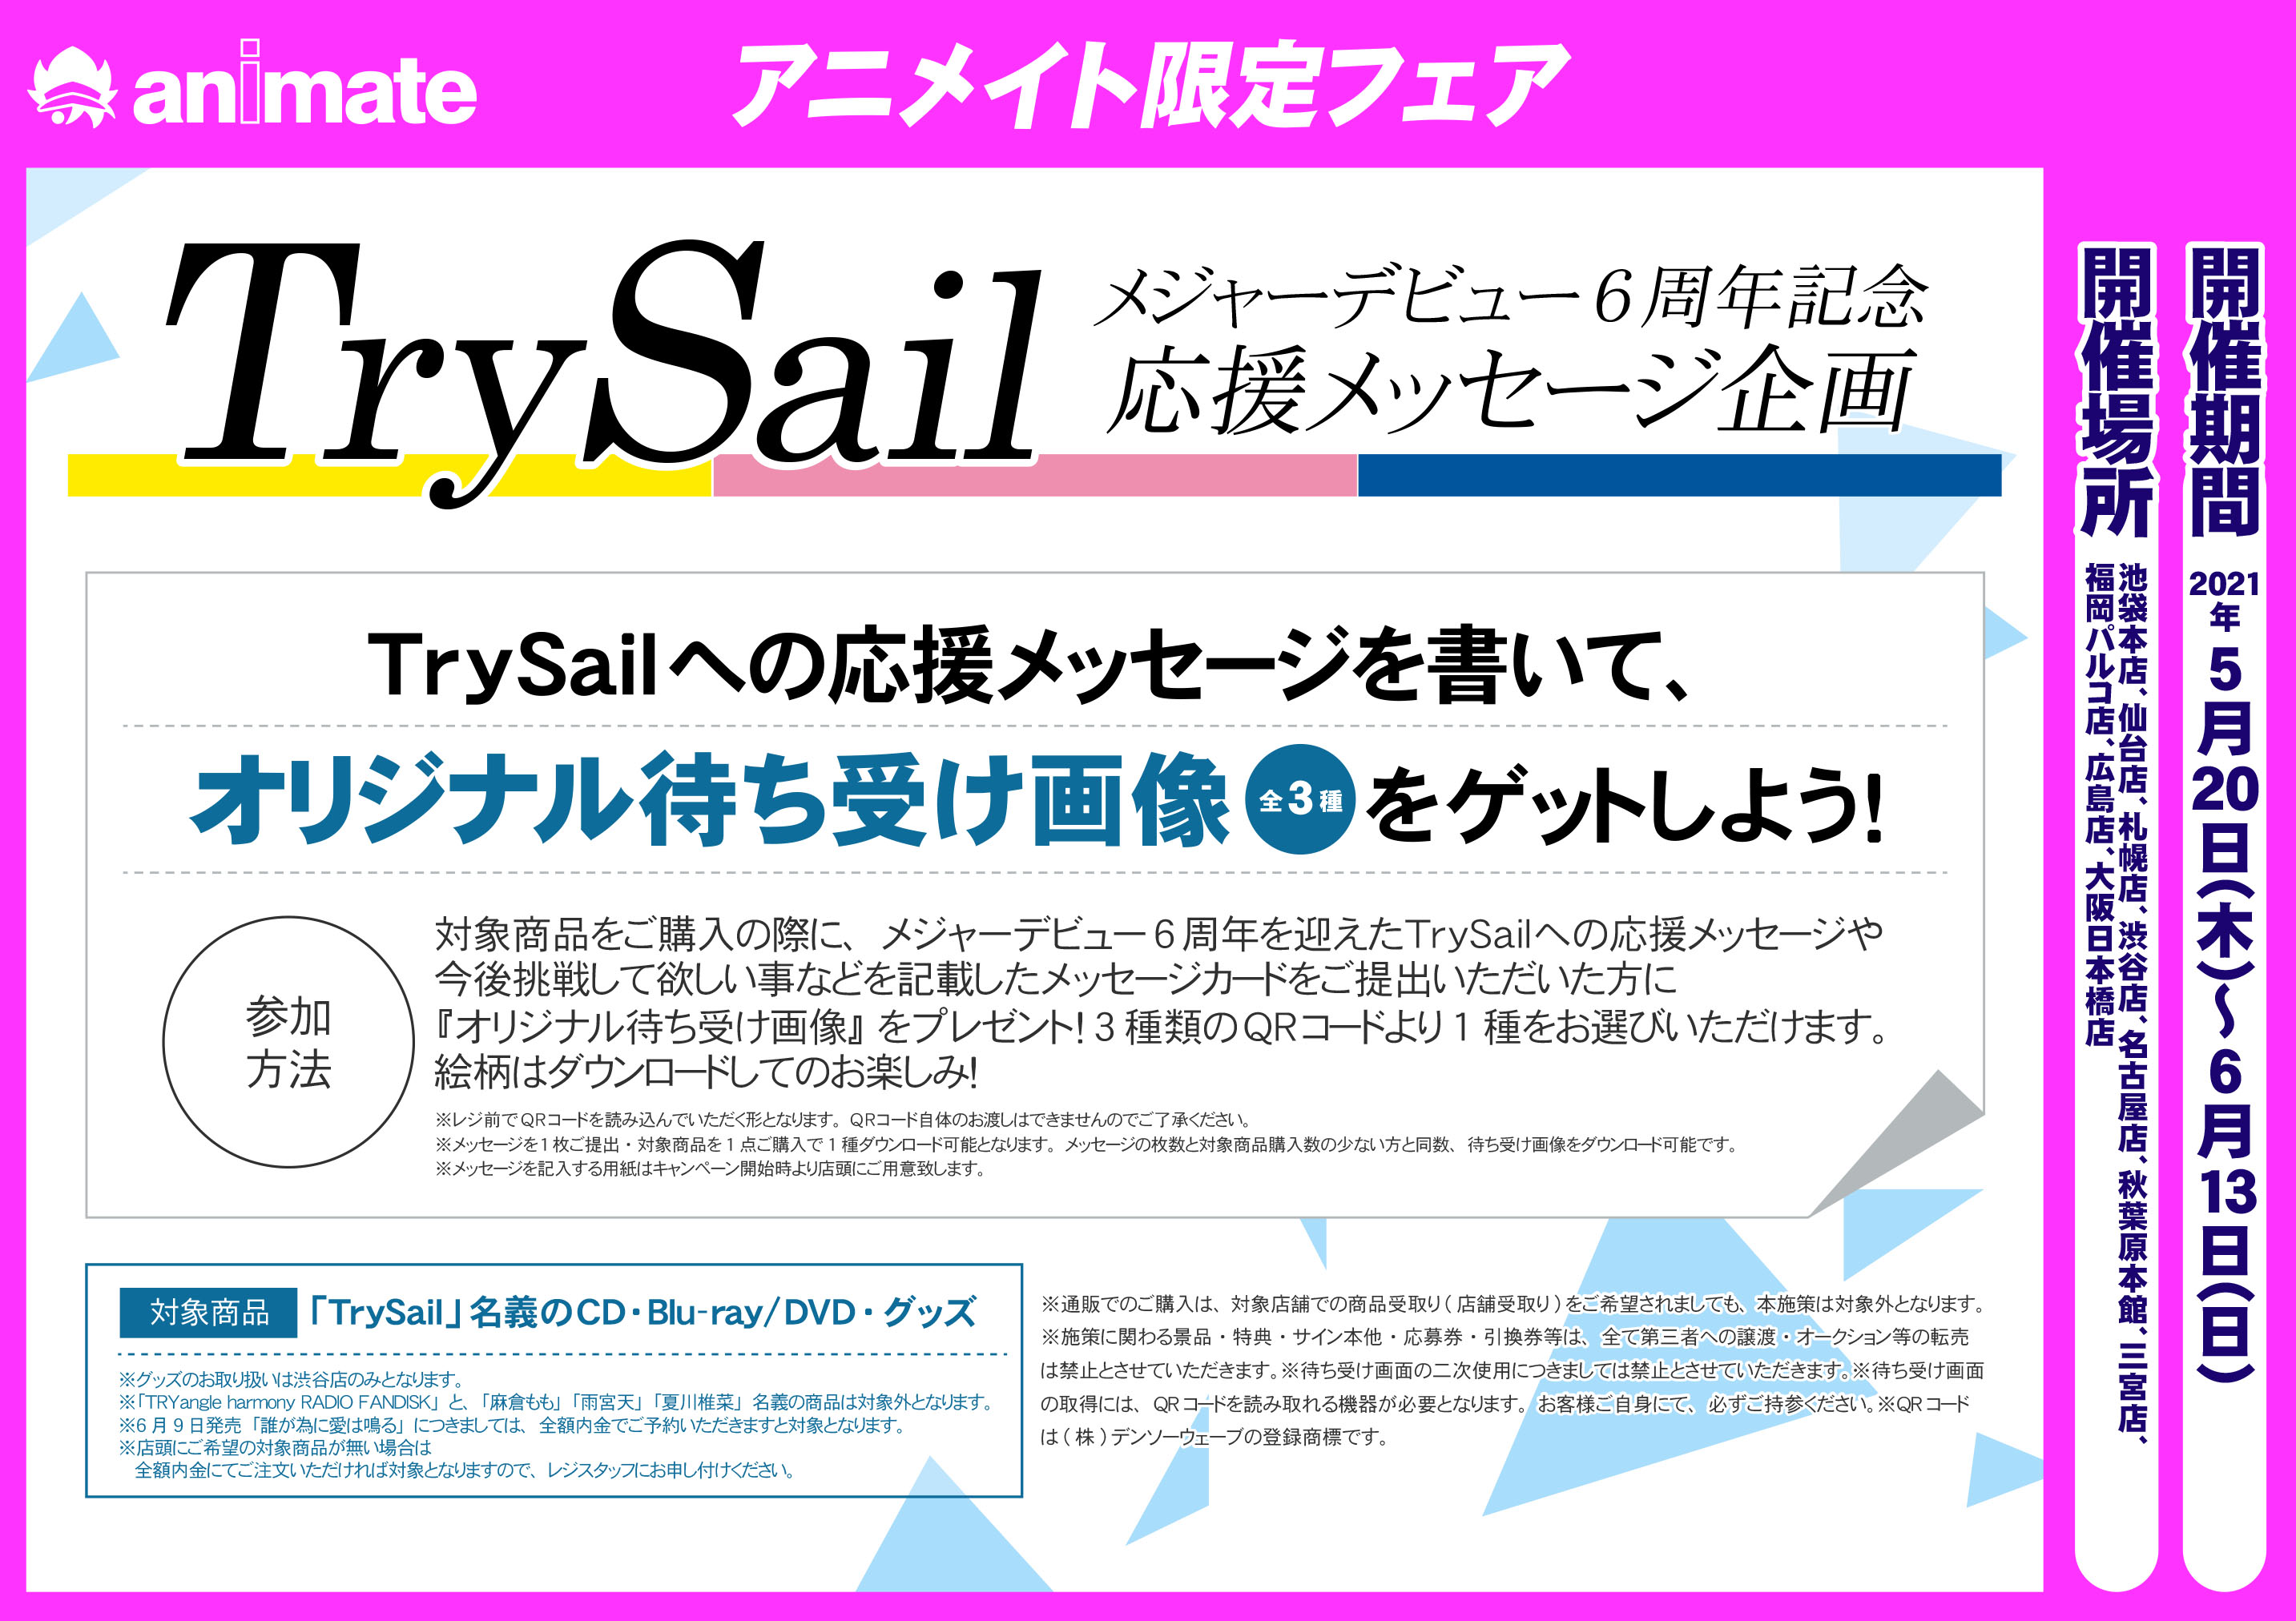 animate
アニメイト限定フェア
TrySail
メジャーデビュー6周年記念
応援メッセージ企画
TrySailへの応援メッセージを書いて、
オリジナル待ち受け画像 全3種 をゲットしよう!
参加
方法
対象商品をご購入の際に、メジャーデビュー6周年を迎えたTrySailへの応援メッセージや
今後挑戦して欲しい事などを記載したメッセージカードをご提出いただいた方に
『オリジナル待ち受け画像』をプレゼント!3種類のQRコードより1種をお選びいただけます。
絵柄はダウンロードしてのお楽しみ!
※レジ前でQRコードを読み込んでいただく形となります。QRコード自体のお渡しはできませんのでご了承ください。
※メッセージを1枚ご提出・対象商品を1点ご購入で1種ダウンロード可能となります。メッセージの枚数と対象商品購入数の少ない方と同数、待ち受け画像をダウンロード可能です。
※メッセージを記入する用紙はキャンペーン開始時より店頭にご用意致します。
対象商品 「TrySail」名義のCD・Blu-ray/DVD・グッズ
※グッズのお取り扱いは渋谷店のみとなります。
※「TRYangle harmony RADIO FANDISK」と、「麻倉もも」「雨宮天」「夏川椎菜」名義の商品は対象外となります。
※6月9日発売「誰が為に愛は鳴る」につきましては、全額内金でご予約いただきますと対象となります。
※店頭にご希望の対象商品が無い場合は
全額内金にてご注文いただければ対象となりますので、レジスタッフにお申し付けください。
※通販でのご購入は、対象店舗での商品受取り(店舗受取り)をご希望されましても、本施策は対象外となります。
※施策に関わる景品・特典・サイン本他・応募券・引換券等は、全て第三者への譲渡・オークション等の転売
は禁止とさせていただきます。※待ち受け画面の二次使用につきましては禁止とさせていただきます。※待ち受け画面
の取得には、QRコードを読み取れる機器が必要となります。お客様ご自身にて、必ずご持参ください。※QRコード
は(株)デンソーウェーブの登録商標です。
開催期間 2021年5月20日(木)〜6月13日(日)
開催場所
池袋本店、仙台店、札幌店、渋谷店、名古屋店、秋葉原本館、三宮店、
福岡パルコ店、広島店、大阪日本橋店